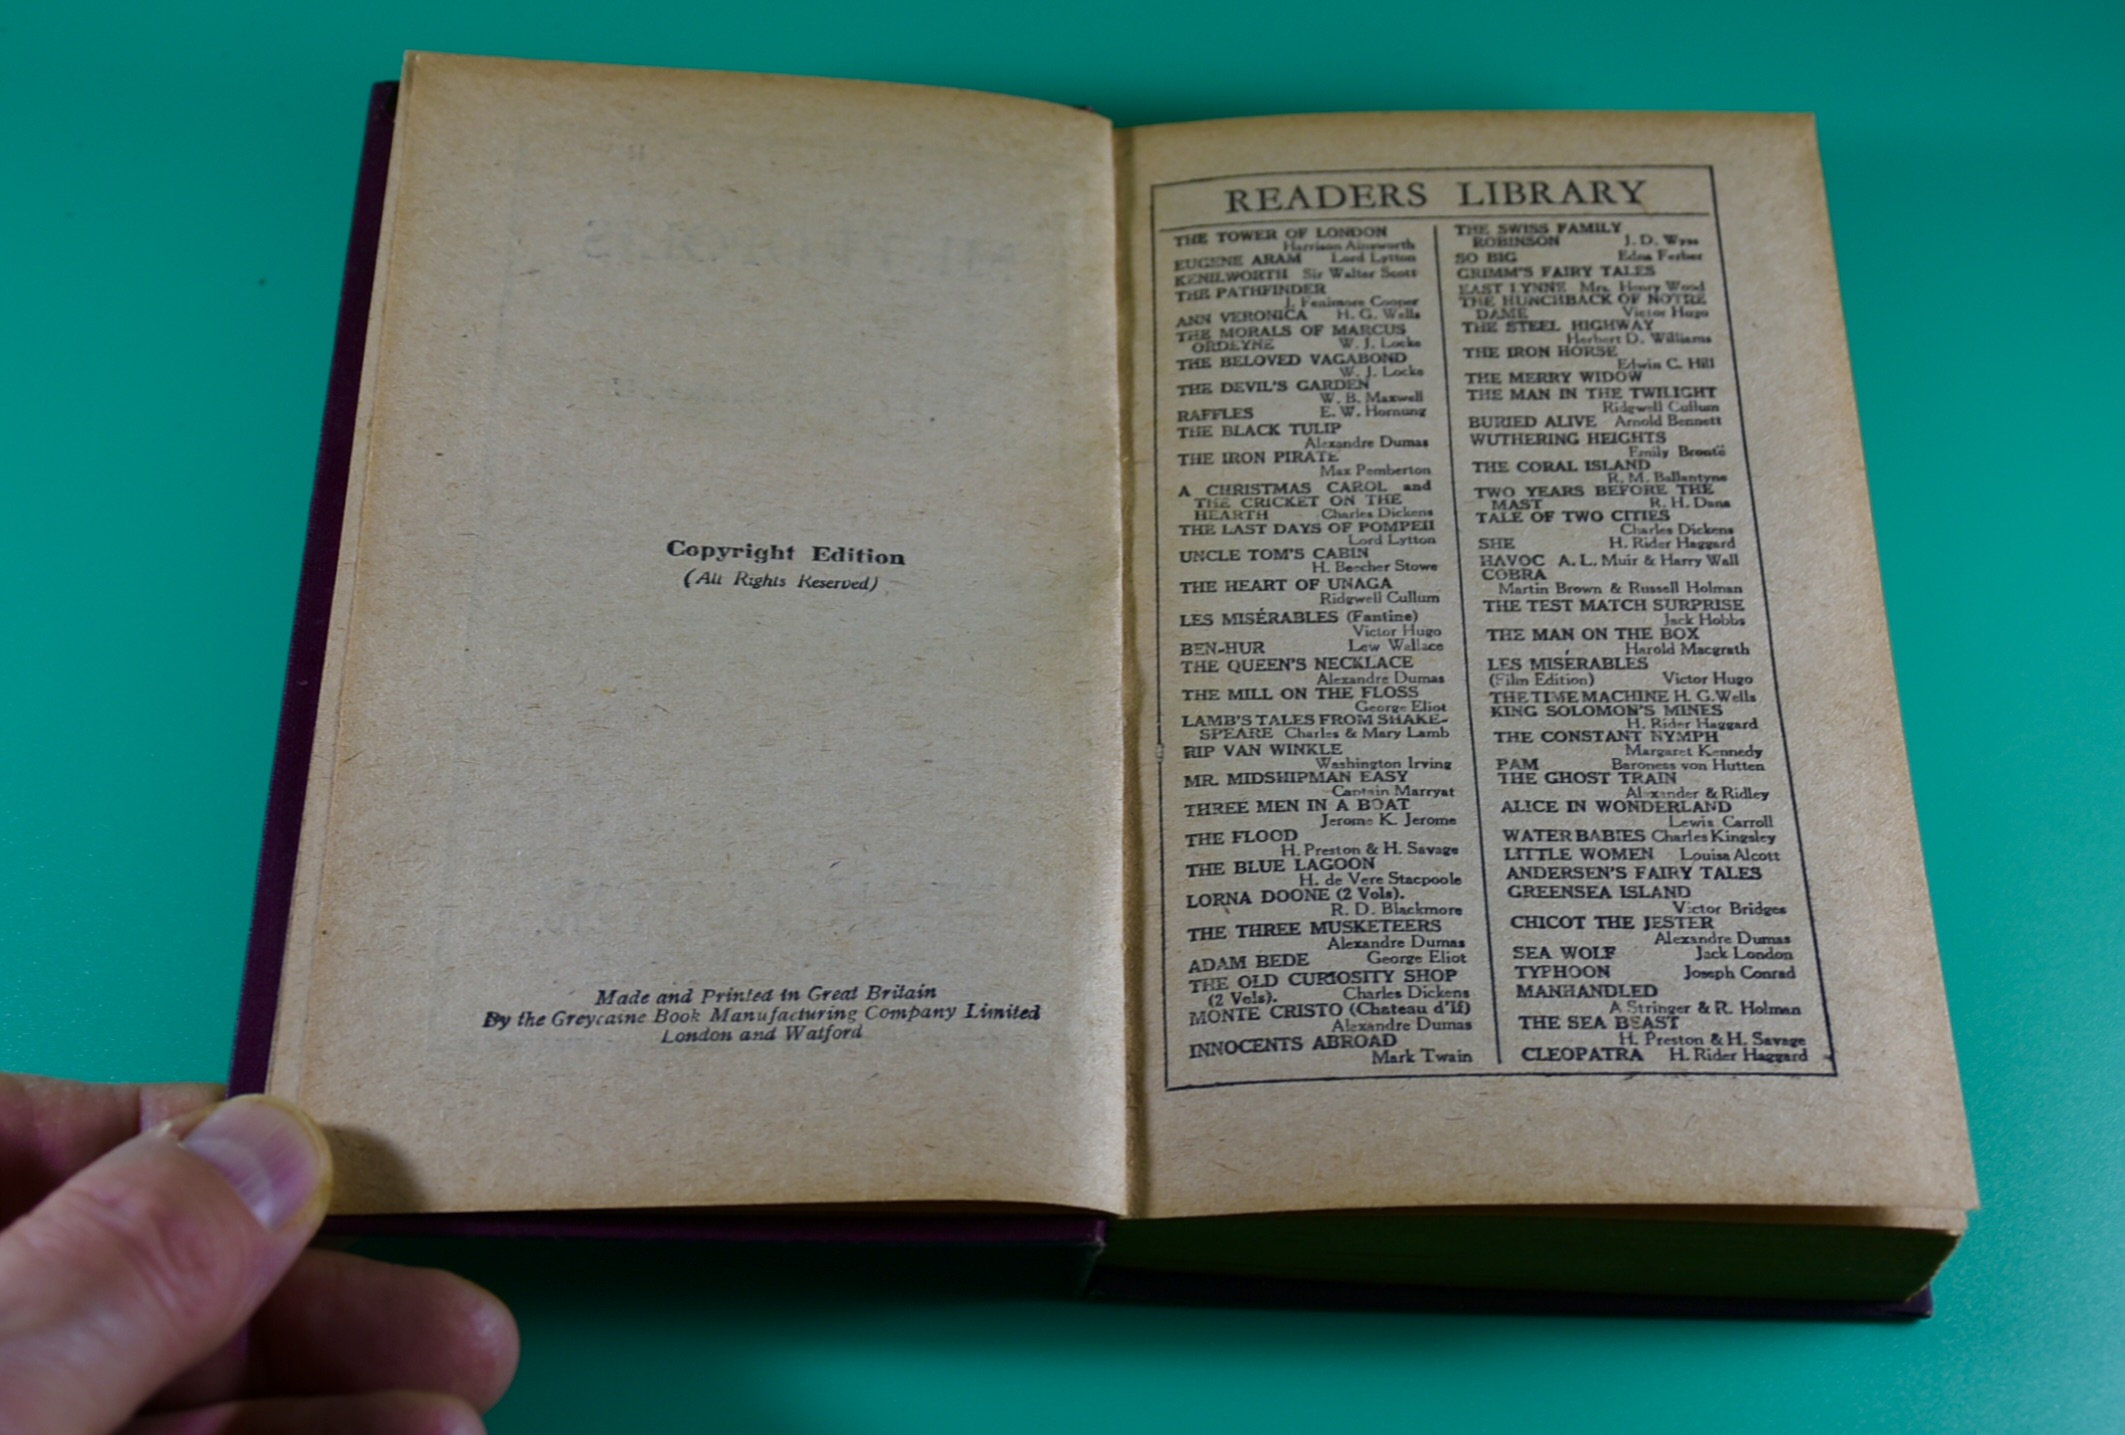 Copyright Edition
(All Rights Reserved)
Made and Printed in Great Britain
By the Greycaine Book Manufacturing Company Limited
London and Watford
READERS LIBRARY
THE TOWER OF LONDON
Harrison Ainsworth
EUGENE ARAM Lord Lytton
KENILWORTH Sir Walter Scott
THE PATHFINDER
J. Fenimore Cooper
ANN VERONICA H. G. Wells
THE MORALS OF MARCUS
ORDEYNE W. J. Locke
THE BELOVED VAGABOND
W. J. Locke
THE DEVIL'S GARDEN
W. B. Maxwell
RAFFLES E. W. Hornung
THE BLACK TULIP
Alexandre Dumas
THE IRON PIRATE
Max Pemberton
A CHRISTMAS CAROL and
THE CRICKET ON THE
HEARTH Charles Dickens
THE LAST DAYS OF POMPEII
Lord Lytton
UNCLE TOM'S CABIN
H. Beecher Stowe
THE HEART OF UNAGA
Ridgwell Cullum
LES MISÉRABLES (Fantine)
Victor Hugo
BEN-HUR Lew Wallace
THE QUEEN'S NECKLACE
Alexandre Dumas
THE MILL ON THE FLOSS
George Eliot
LAMB'S TALES FROM SHAKE-
SPEARE Charles & Mary Lamb
RIP VAN WINKLE
Washington Irving
MR. MIDSHIPMAN EASY
Captain Marryat
THREE MEN IN A BOAT
Jerome K. Jerome
THE FLOOD
H. Preston & H. Savage
THE BLUE LAGOON
H. de Vere Stacpoole
LORNA DOONE (2 Vols).
R. D. Blackmore
THE THREE MUSKETEERS
Alexandre Dumas
ADAM BEDE George Eliot
THE OLD CURIOSITY SHOP
(2 Vols). Charles Dickens
MONTE CRISTO (Chateau d'If)
Alexandre Dumas
INNOCENTS ABROAD
Mark Twain
THE SWISS FAMILY
ROBINSON J. D. Wyss
SO BIG Edna Ferber
GRIMM'S FAIRY TALES
EAST LYNNE Mrs. Henry Wood
THE HUNCHBACK OF NOTRE
DAME Victor Hugo
THE STEEL HIGHWAY
Herbert D. Williams
THE IRON HORSE
Edwin C. Hill
THE MERRY WIDOW
THE MAN IN THE TWILIGHT
Ridgwell Cullum
BURIED ALIVE Arnold Bennett
WUTHERING HEIGHTS
Emily Brontë
THE CORAL ISLAND
R. M. Ballantyne
TWO YEARS BEFORE THE
MAST R. H. Dana
TALE OF TWO CITIES
Charles Dickens
SHE H. Rider Haggard
HAVOC A. L. Muir & Harry Wall
COBRA
Martin Brown & Russell Holman
THE TEST MATCH SURPRISE
Jack Hobbs
THE MAN ON THE BOX
Harold Macgrath
LES MISÉRABLES
(Film Edition) Victor Hugo
THE TIME MACHINE H. G. Wells
KING SOLOMON'S MINES
H. Rider Haggard
THE CONSTANT NYMPH
Margaret Kennedy
PAM Baroness von Hutten
THE GHOST TRAIN
Alexander & Ridley
ALICE IN WONDERLAND
Lewis Carroll
WATER BABIES Charles Kingsley
LITTLE WOMEN Louisa Alcott
ANDERSEN'S FAIRY TALES
GREENSEA ISLAND
Victor Bridges
CHICOT THE JESTER
Alexandre Dumas
SEA WOLF Jack London
TYPHOON Joseph Conrad
MANHANDLED
A Stringer & R. Holman
THE SEA BEAST
H. Preston & H. Savage
CLEOPATRA H. Rider Haggard